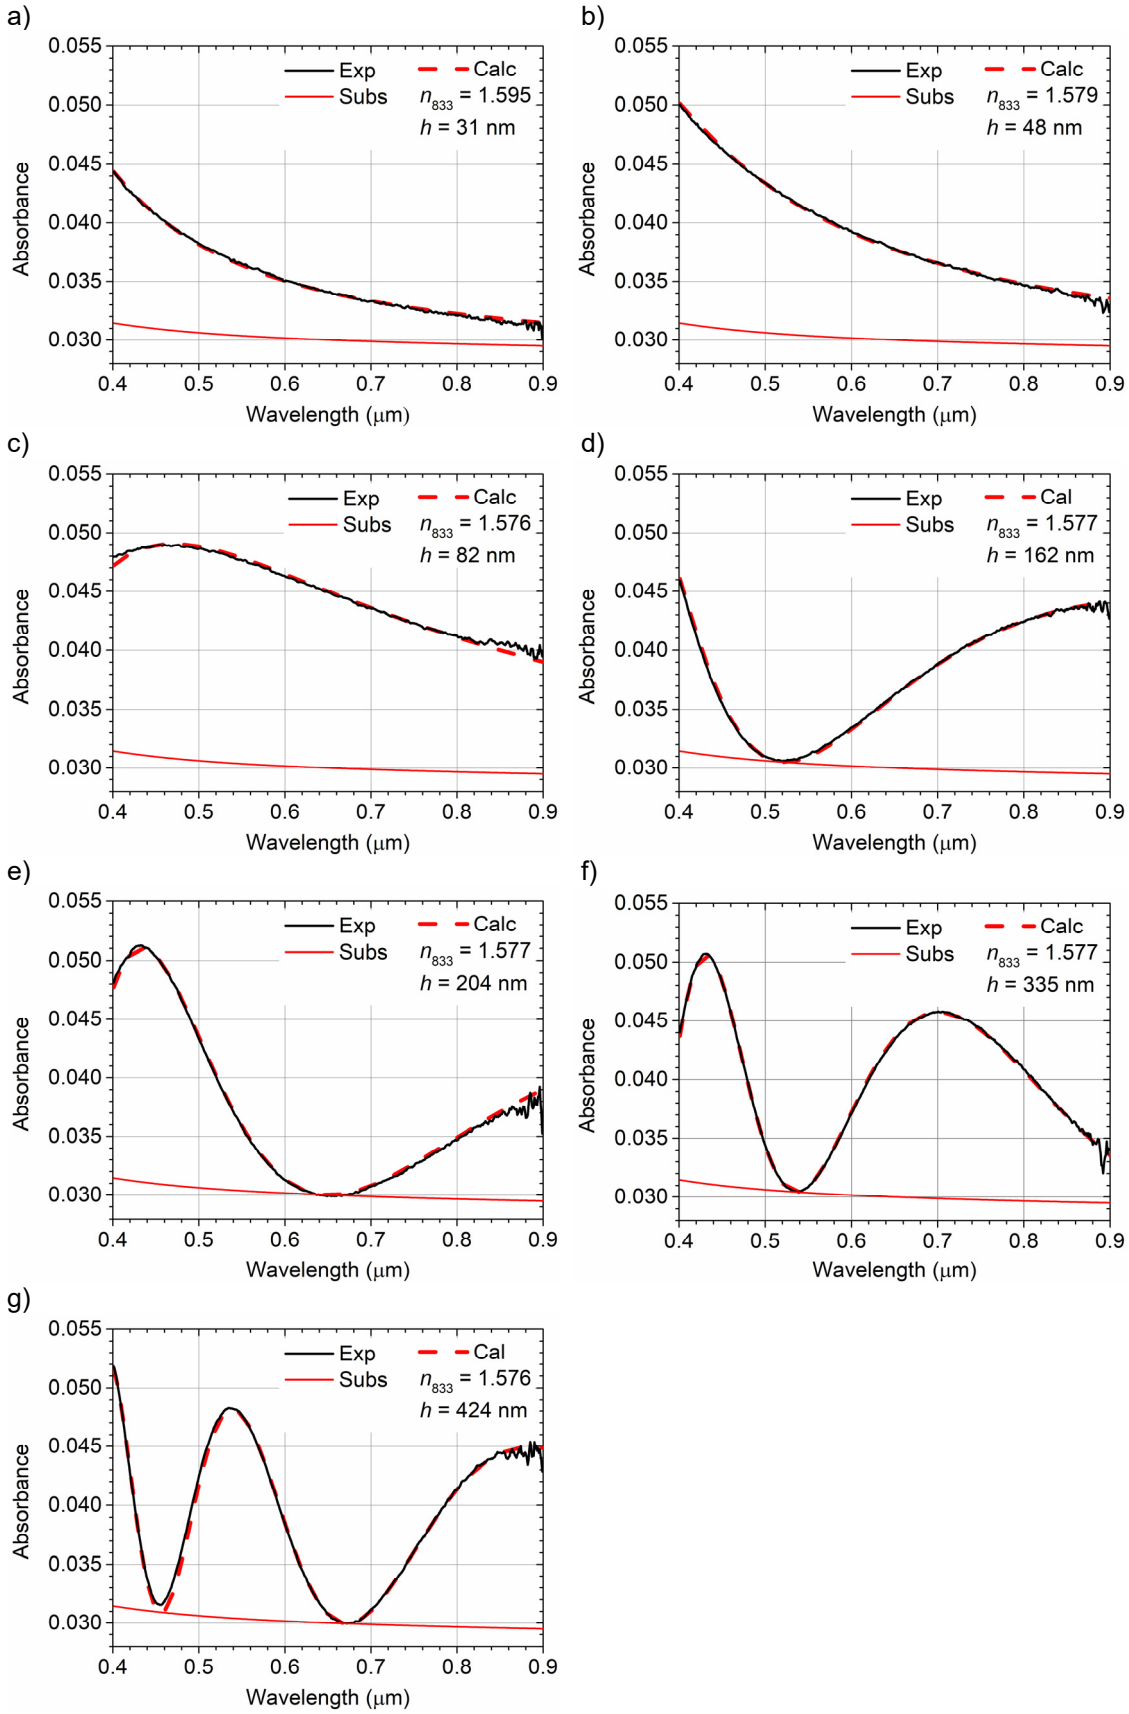 a)
0.055
0.050
0.045
0.040
0.035
0.030
Absorbance
Exp
Calc
Subs
n833 = 1.595
h = 31 nm
0.4 0.5 0.6 0.7 0.8 0.9
Wavelength (μm)
b)
0.055
0.050
0.045
0.040
0.035
0.030
Absorbance
Exp
Calc
Subs
n833 = 1.579
h = 48 nm
0.4 0.5 0.6 0.7 0.8 0.9
Wavelength (μm)
c)
0.055
0.050
0.045
0.040
0.035
0.030
Absorbance
Exp
Calc
Subs
n833 = 1.576
h = 82 nm
0.4 0.5 0.6 0.7 0.8 0.9
Wavelength (μm)
d)
0.055
0.050
0.045
0.040
0.035
0.030
Absorbance
Exp
Cal
Subs
n833 = 1.577
h = 162 nm
0.4 0.5 0.6 0.7 0.8 0.9
Wavelength (μm)
e)
0.055
0.050
0.045
0.040
0.035
0.030
Absorbance
Exp
Calc
Subs
n833 = 1.577
h = 204 nm
0.4 0.5 0.6 0.7 0.8 0.9
Wavelength (μm)
f)
0.055
0.050
0.045
0.040
0.035
0.030
Absorbance
Exp
Calc
Subs
n833 = 1.577
h = 335 nm
0.4 0.5 0.6 0.7 0.8 0.9
Wavelength (μm)
g)
0.055
0.050
0.045
0.040
0.035
0.030
Absorbance
Exp
Cal
Subs
n833 = 1.576
h = 424 nm
0.4 0.5 0.6 0.7 0.8 0.9
Wavelength (μm)